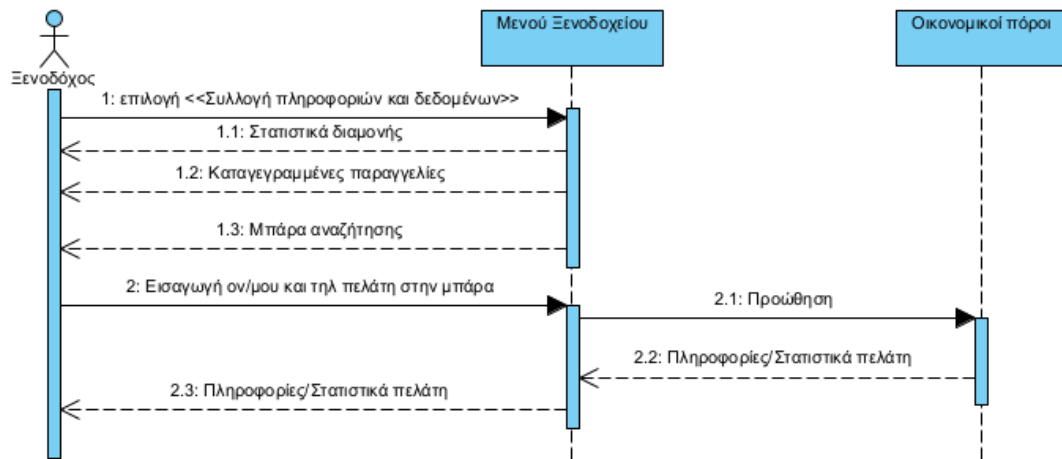 Μενού Ξενοδοχείου
Οικονομικοί πόροι
Ξενοδόχος
1: επιλογή <<Συλλογή πληροφοριών και δεδομένων>>
1.1: Στατιστικά διαμονής
1.2: Καταγεγραμμένες παραγγελίες
1.3: Μπάρα αναζήτησης
2: Εισαγωγή ον/μου και τηλ πελάτη στην μπάρα
2.1: Προώθηση
2.2: Πληροφορίες/Στατιστικά πελάτη
2.3: Πληροφορίες/Στατιστικά πελάτη